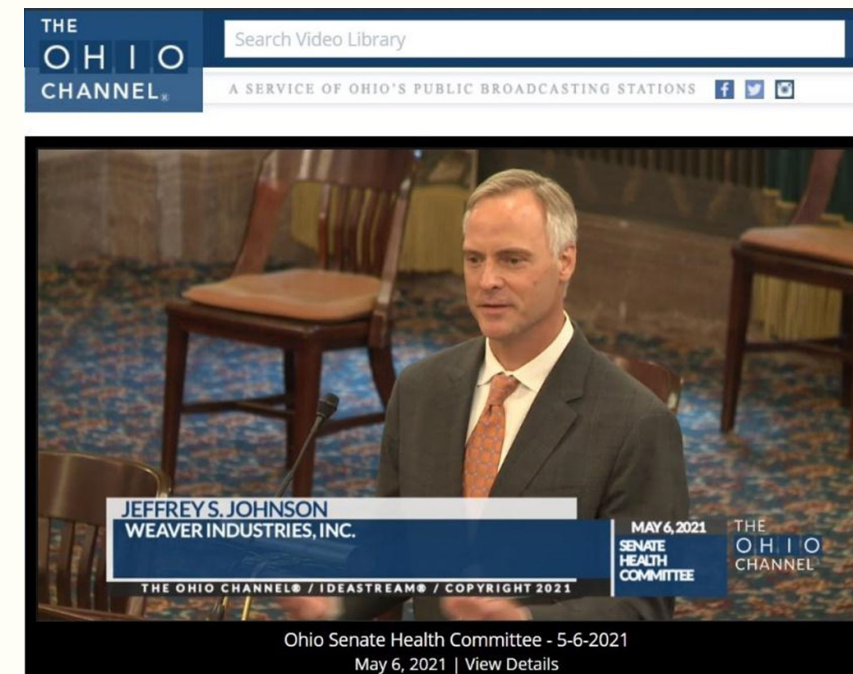 THE
OHIO
CHANNEL®
Search Video Library
A SERVICE OF OHIO'S PUBLIC BROADCASTING STATIONS
JEFFREY S. JOHNSON
WEAVER INDUSTRIES, INC.
MAY 6, 2021
SENATE
HEALTH
COMMITTEE
THE
OHIO
CHANNEL
THE OHIO CHANNEL® / IDEASTREAM® / COPYRIGHT 2021
Ohio Senate Health Committee - 5-6-2021
May 6, 2021 | View Details